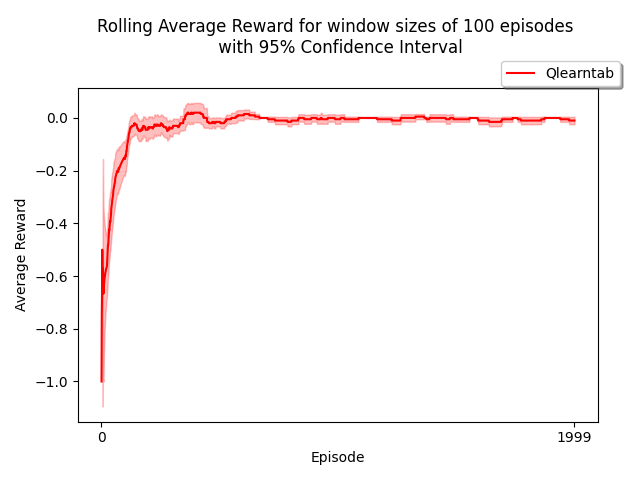 Rolling Average Reward for window sizes of 100 episodes
with 95% Confidence Interval
Qlearntab
0.0
−0.2
−0.4
−0.6
−0.8
−1.0
Average Reward
0
1999
Episode